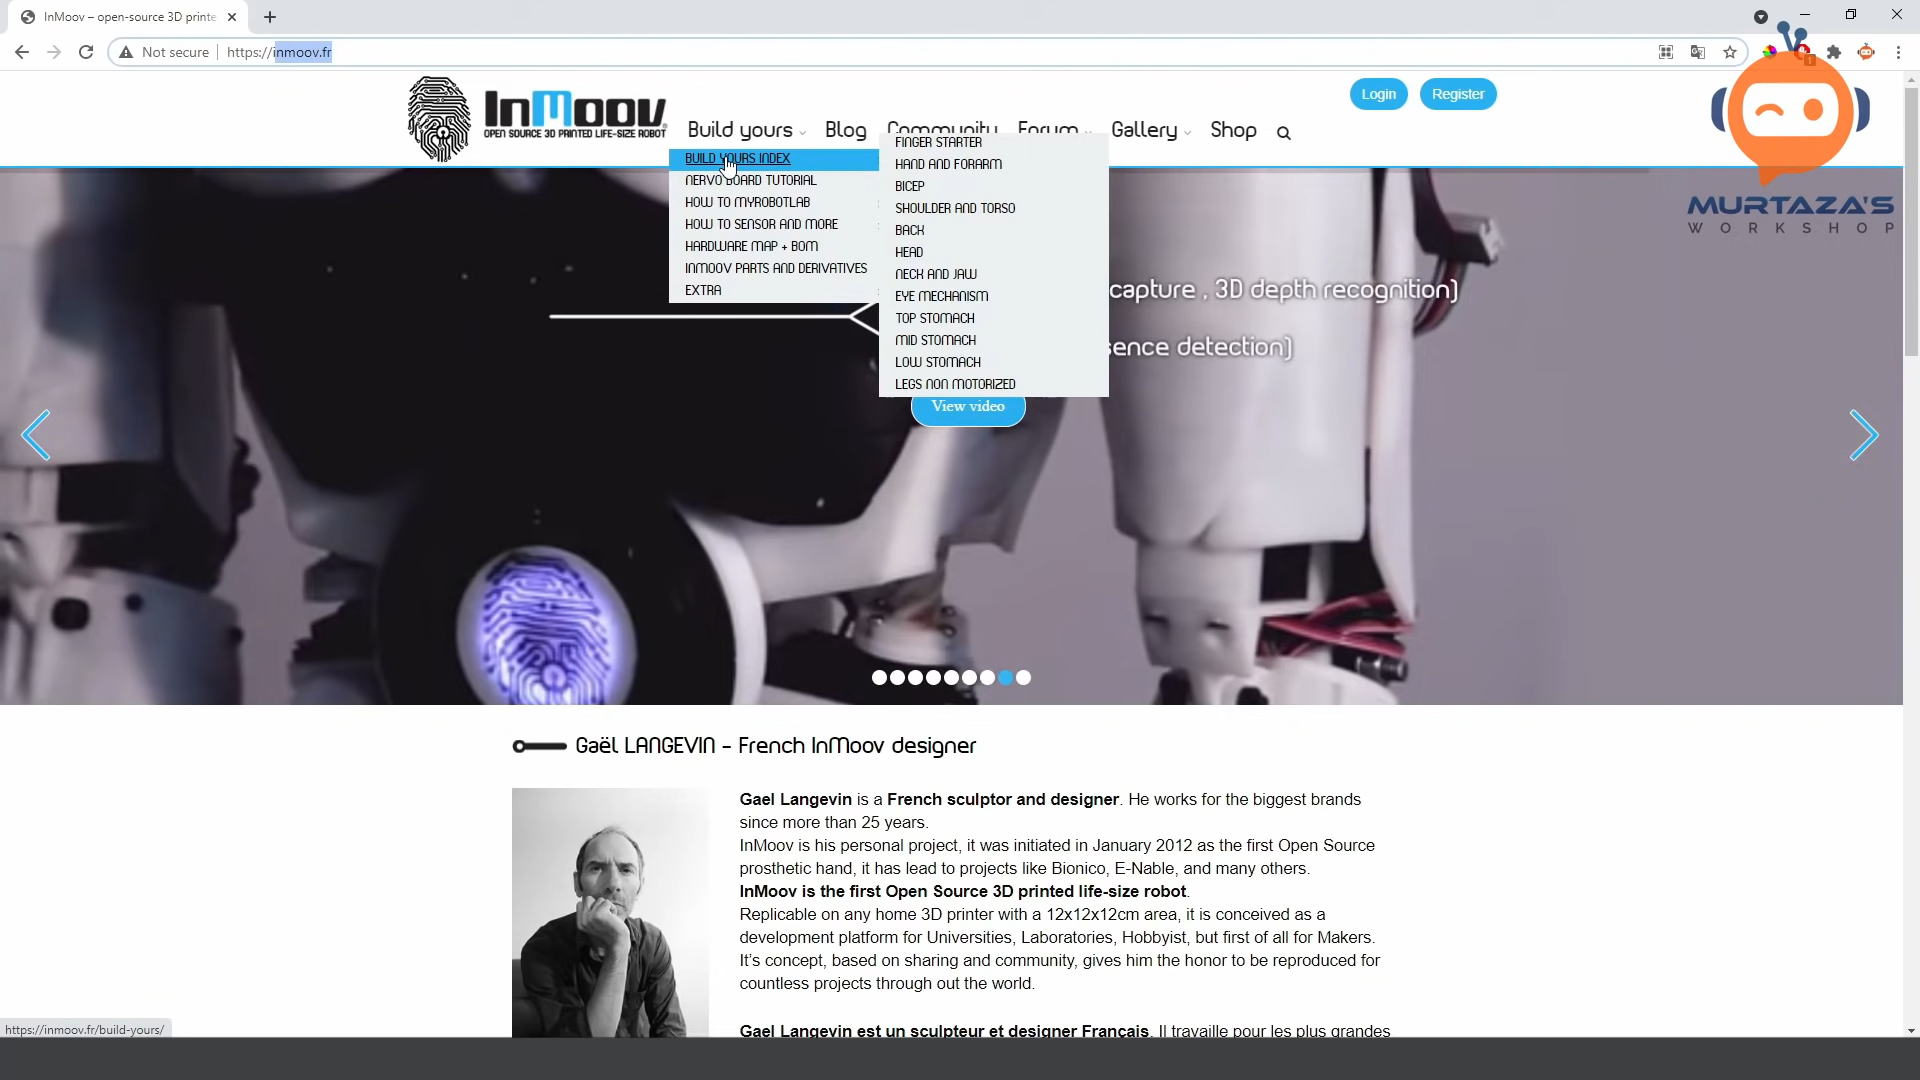 InMoov – open-source 3D printe
Not secure
https://inmoov.fr
1
InMoov
OPEN SOURCE 3D PRINTED LIFE-SIZE ROBOT
Build yours
Blog
Community
Forum
Gallery
Shop
Login
Register
BUILD YOURS INDEX
NERVO BOARD TUTORIAL
HOW TO MYROBOTLAB
HOW TO SENSOR AND MORE
HARDWARE MAP + BOM
INMOOV PARTS AND DERIVATIVES
EXTRA
FINGER STARTER
HAND AND FORARM
BICEP
SHOULDER AND TORSO
BACK
HEAD
NECK AND JAW
EYE MECHANISM
TOP STOMACH
MID STOMACH
LOW STOMACH
LEGS NON MOTORIZED
MURTAZA'S
WORKSHOP
capture , 3D depth recognition)
sence detection)
View video
Gaël LANGEVIN - French InMoov designer
Gael Langevin is a French sculptor and designer. He works for the biggest brands
since more than 25 years.
InMoov is his personal project, it was initiated in January 2012 as the first Open Source
prosthetic hand, it has lead to projects like Bionico, E-Nable, and many others.
InMoov is the first Open Source 3D printed life-size robot.
Replicable on any home 3D printer with a 12x12x12cm area, it is conceived as a
development platform for Universities, Laboratories, Hobbyist, but first of all for Makers.
It's concept, based on sharing and community, gives him the honor to be reproduced for
countless projects through out the world.
Gael Langevin est un sculpteur et designer Français. Il travaille pour les plus grandes
https://inmoov.fr/build-yours/